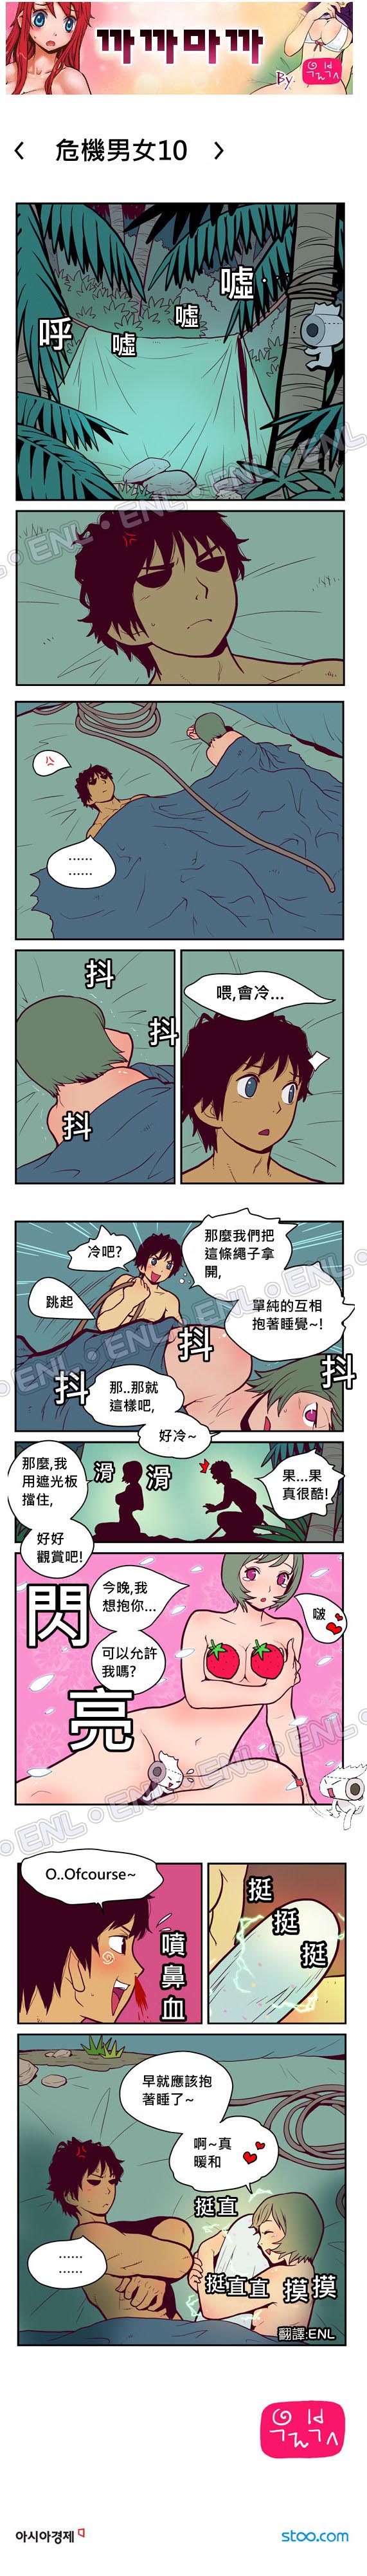 까까마까
By.
危機男女10
呼
噓
噓
噓...
ENL
ENL
ENL
......
......
抖
抖
抖
喂,會冷...
冷吧?
跳起
那麼我們把
這條繩子拿
開,
單純的互相
抱著睡覺~!
抖
抖
抖
那..那就
這樣吧,
好冷~
那麼,我
用遮光板
擋住,
好好
觀賞吧!
滑
滑
果...果
真很酷!
閃
亮
今晚,我
想抱你...
可以允許
我嗎?
啵
ENL
ENL
ENL
O..Ofcourse~
噴
鼻
血
挺
挺
挺
早就應該抱
著睡了~
啊~真
暖和
......
......
挺直
挺直直
摸摸
翻譯:ENL
아시아경제
stoo.com